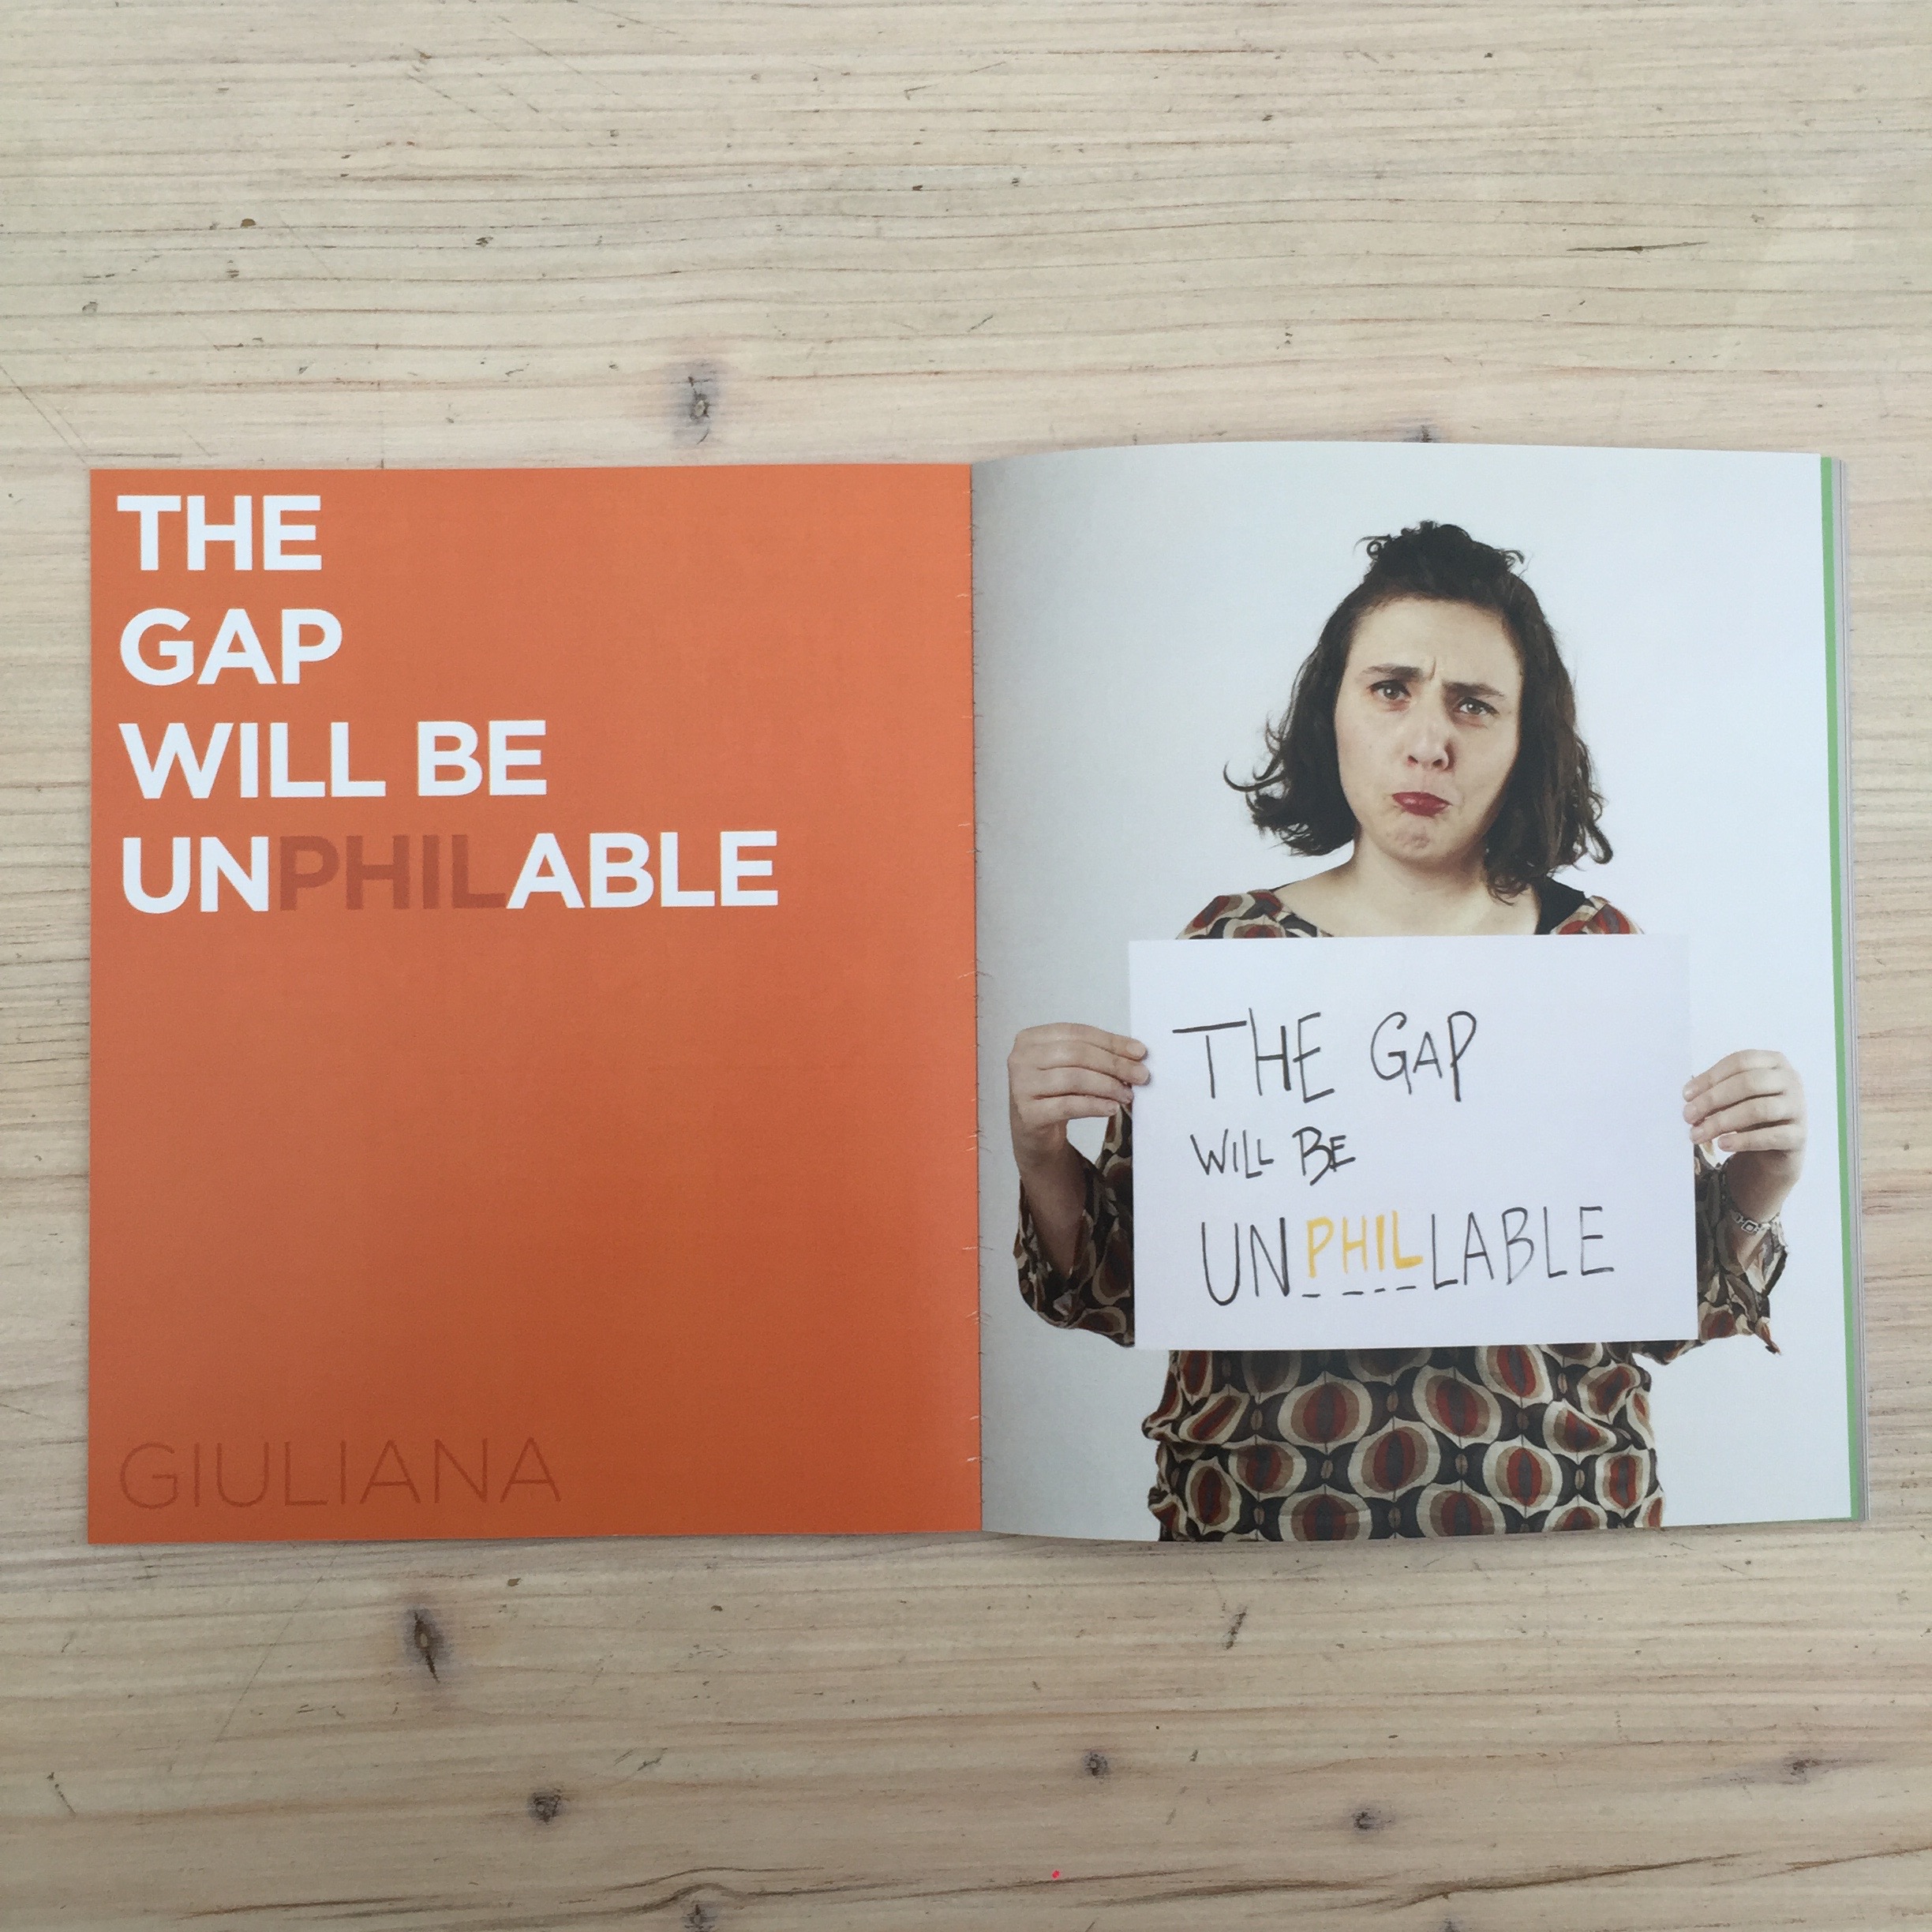 THE
GAP
WILL BE
UNPHILABLE
GIULIANA
THE GAP
WILL BE
UNPHILLABLE